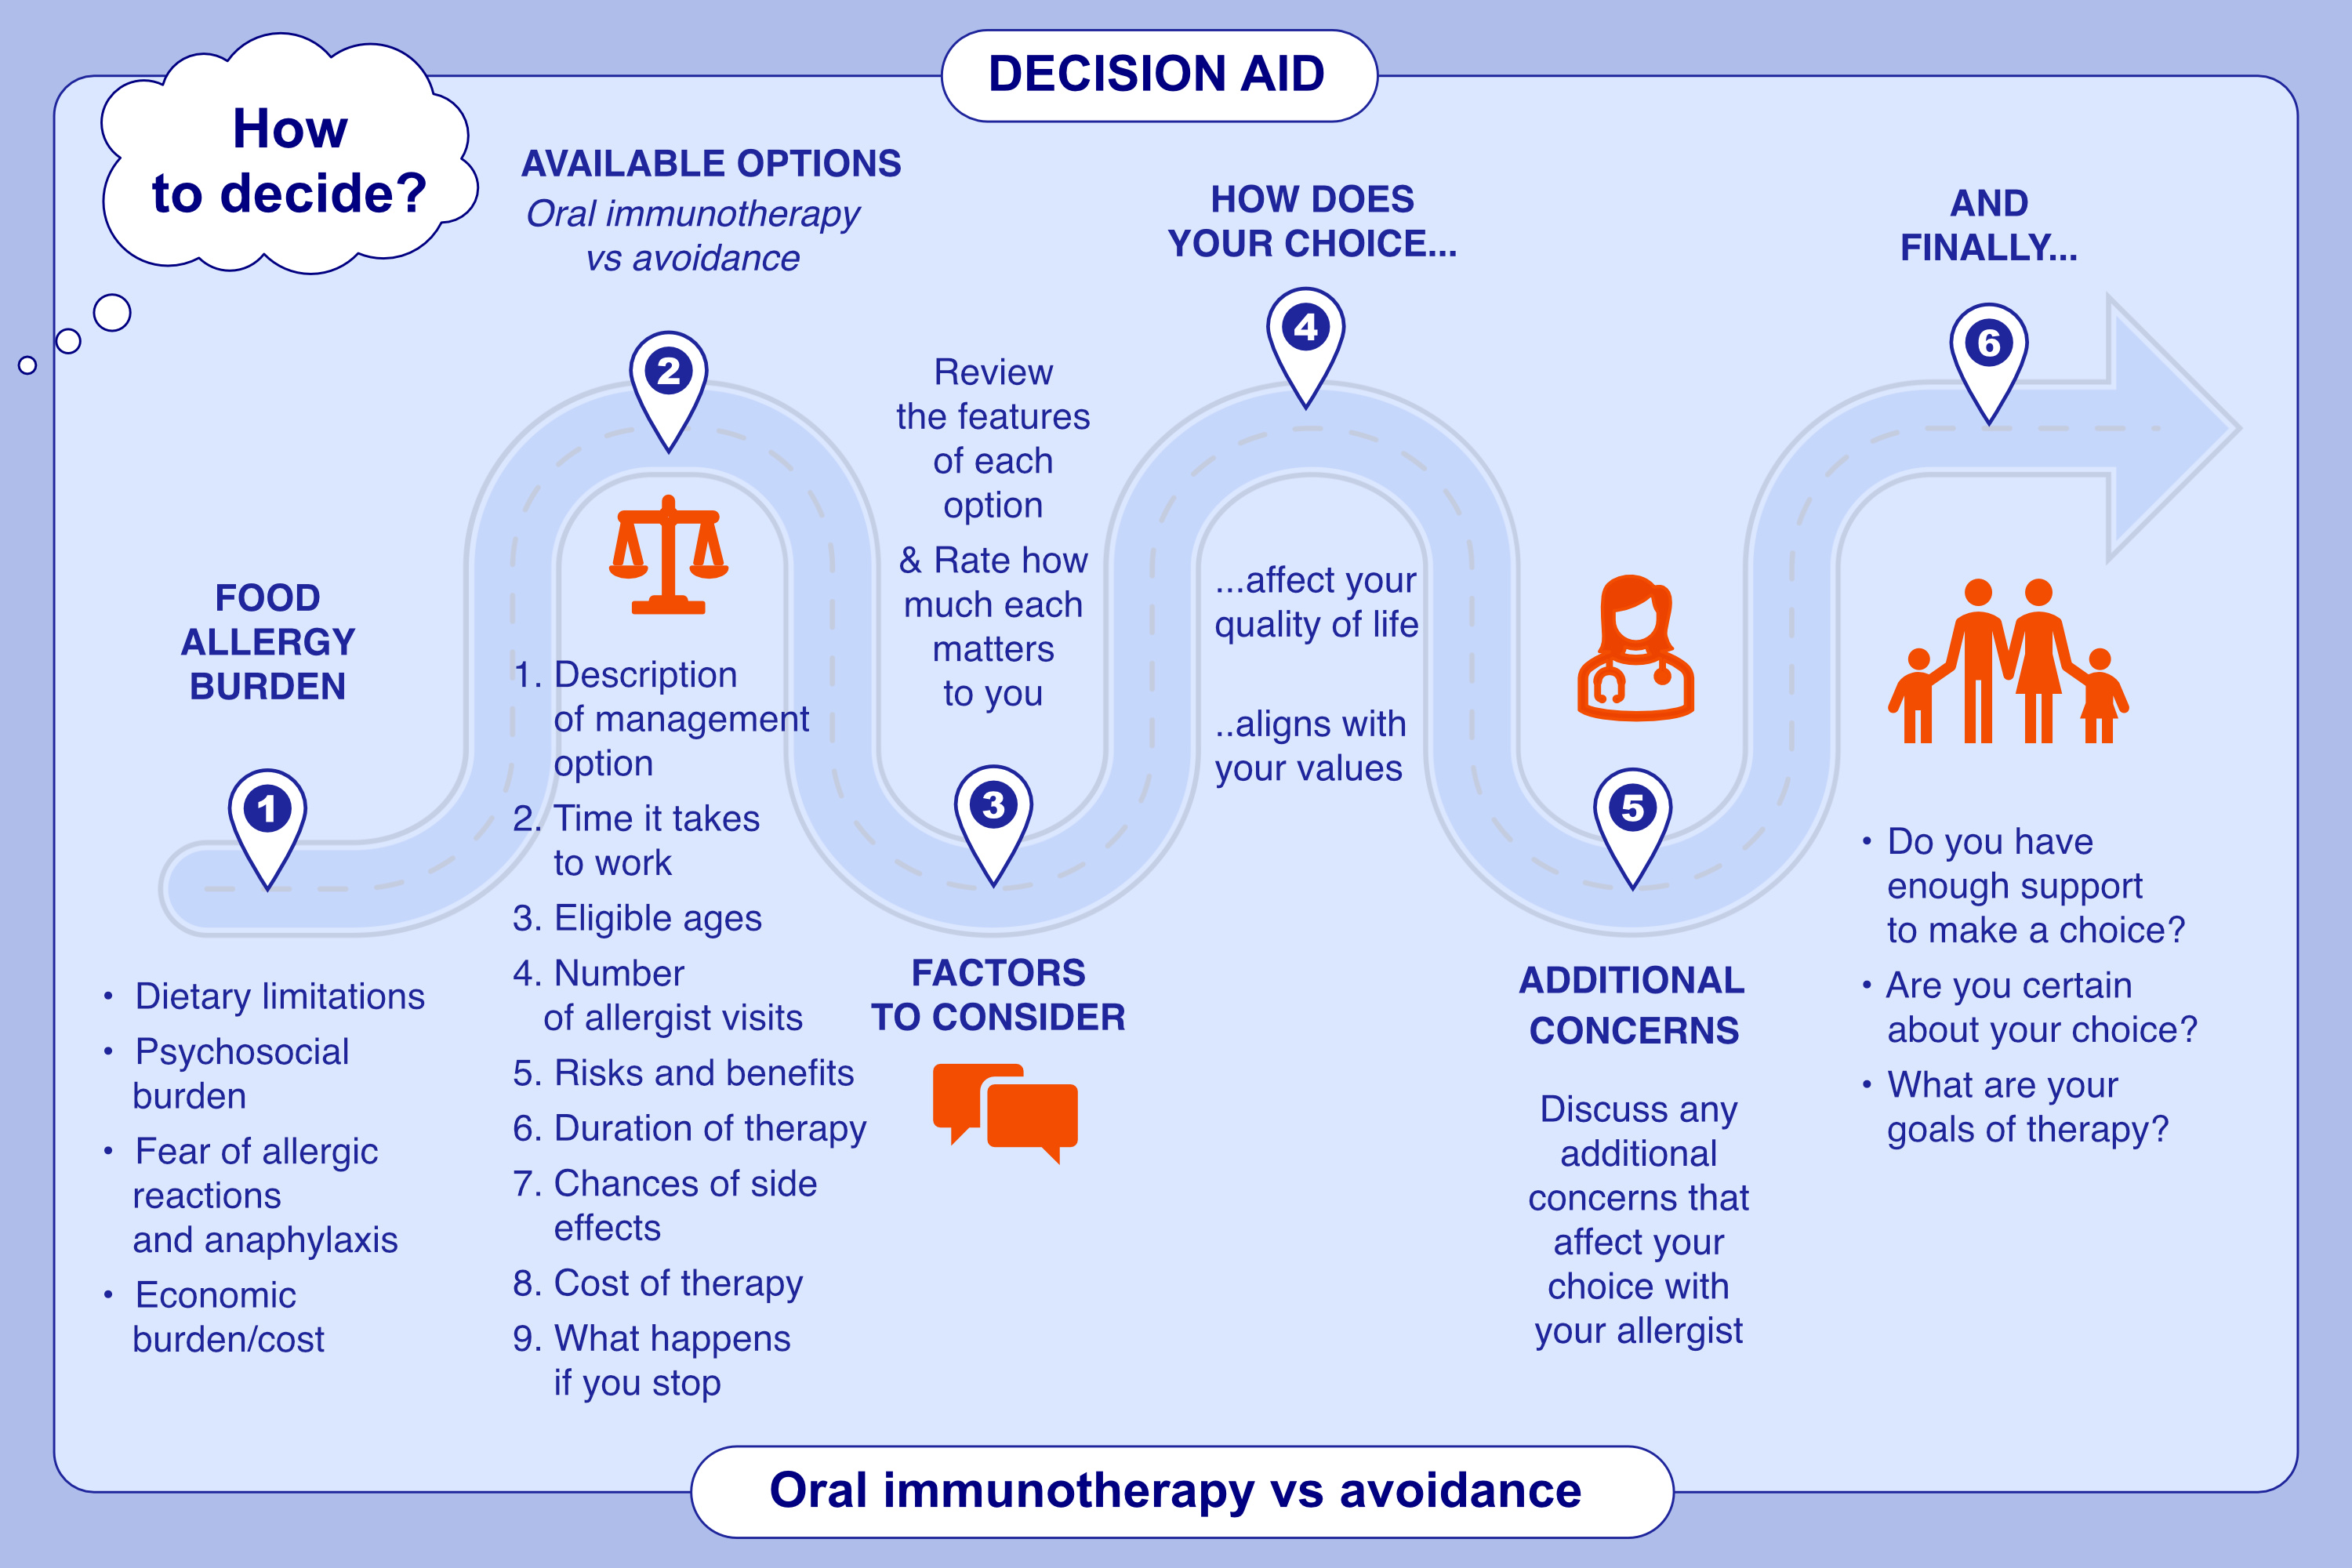 DECISION AID
How
to decide?
1
FOOD
ALLERGY
BURDEN
• Dietary limitations
• Psychosocial
burden
• Fear of allergic
reactions
and anaphylaxis
• Economic
burden/cost
AVAILABLE OPTIONS
Oral immunotherapy
vs avoidance
2
1. Description
of management
option
2. Time it takes
to work
3. Eligible ages
4. Number
of allergist visits
5. Risks and benefits
6. Duration of therapy
7. Chances of side
effects
8. Cost of therapy
9. What happens
if you stop
Review
the features
of each
option
& Rate how
much each
matters
to you
3
FACTORS
TO CONSIDER
HOW DOES
YOUR CHOICE...
4
...affect your
quality of life
..aligns with
your values
5
ADDITIONAL
CONCERNS
Discuss any
additional
concerns that
affect your
choice with
your allergist
AND
FINALLY...
6
• Do you have
enough support
to make a choice?
• Are you certain
about your choice?
• What are your
goals of therapy?
Oral immunotherapy vs avoidance